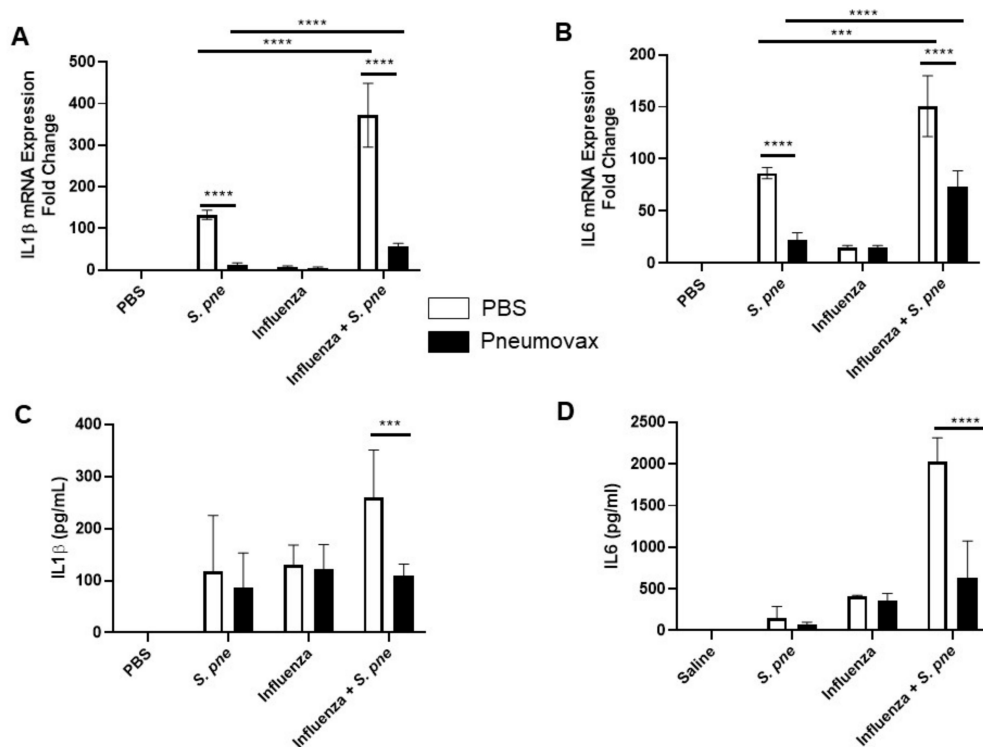 A
****
****
****
****
IL1β mRNA Expression
Fold Change
500
400
300
200
100
0
PBS
S. pne
Influenza
Influenza + S. pne
B
****
***
****
****
IL6 mRNA Expression
Fold Change
200
150
100
50
0
PBS
S. pne
Influenza
Influenza + S. pne
PBS
Pneumovax
C
***
IL1β (pg/mL)
400
300
200
100
0
PBS
S. pne
Influenza
Influenza + S. pne
D
****
IL6 (pg/ml)
2500
2000
1500
1000
500
0
Saline
S. pne
Influenza
Influenza + S. pne